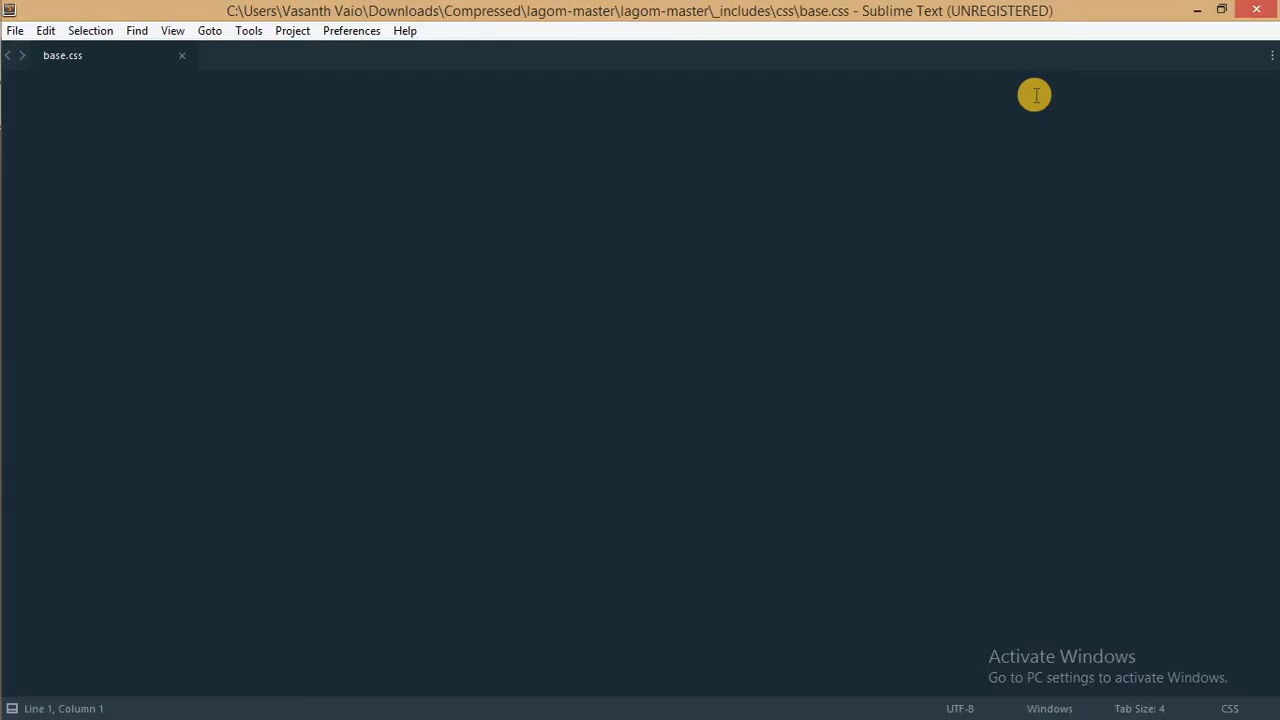 C:\Users\Vasanth Vaio\Downloads\Compressed\lagom-master\lagom-master\_includes\css\base.css - Sublime Text (UNREGISTERED)
File Edit Selection Find View Goto Tools Project Preferences Help
base.css
Activate Windows
Go to PC settings to activate Windows.
Line 1, Column 1 UTF-8 Windows Tab Size: 4 CSS